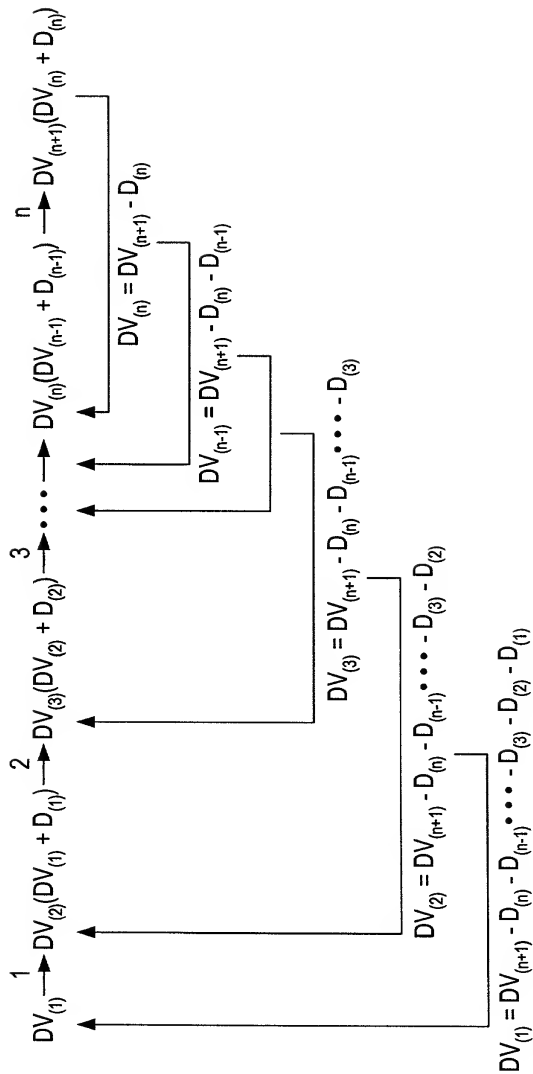 1 2 3 n
DV(1) → DV(2)(DV(1) + D(1)) → DV(3)(DV(2) + D(2)) → •••→ DV(n)(DV(n-1) + D(n-1)) → DV(n+1)(DV(n) + D(n))
DV(n) = DV(n+1) - D(n)
DV(n-1) = DV(n+1) - D(n) - D(n-1)
DV(3) = DV(n+1) - D(n) - D(n-1) •••• - D(3)
DV(2) = DV(n+1) - D(n) - D(n-1) •••• - D(3) - D(2)
DV(1) = DV(n+1) - D(n) - D(n-1) ••• - D(3) - D(2) - D(1)